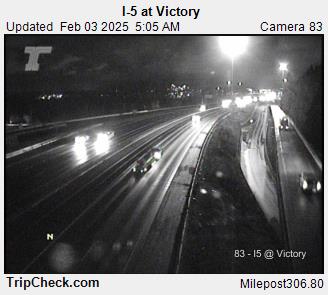 I-5 at Victory
Updated  Feb 03 2025  5:05 AM
Camera 83
T
N
83 - I5 @ Victory
TripCheck.com
Milepost306.80